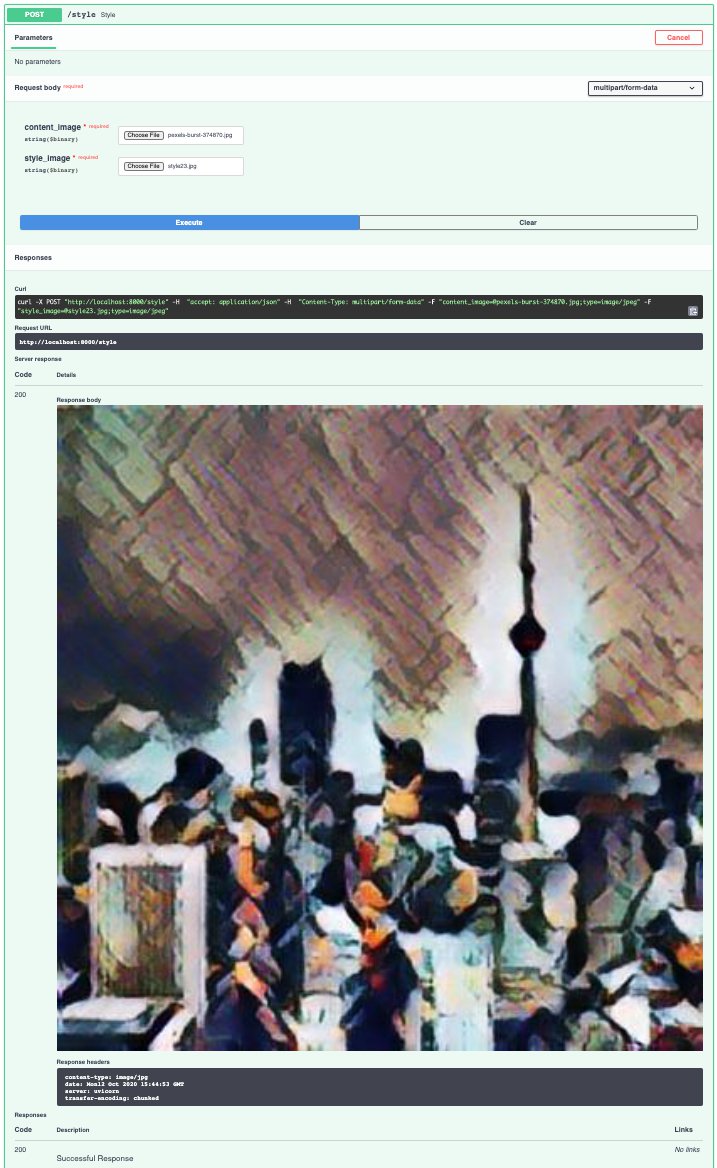 POST /style Style
Parameters Cancel
No parameters
Request body required multipart/form-data
content_image * required
string($binary)
Choose File pexels-burst-374870.jpg
style_image * required
string($binary)
Choose File style23.jpg
Execute Clear
Responses
Curl
curl -X POST "http://localhost:8000/style" -H "accept: application/json" -H "Content-Type: multipart/form-data" -F "content_image=@pexels-burst-374870.jpg;type=image/jpeg" -F
"style_image=@style23.jpg;type=image/jpeg"
Request URL
http://localhost:8000/style
Server response
Code Details
200
Response body
Response headers
content-type: image/jpg
date: Mon12 Oct 2020 15:44:53 GMT
server: uvicorn
transfer-encoding: chunked
Responses
Code Description Links
200 No links
Successful Response